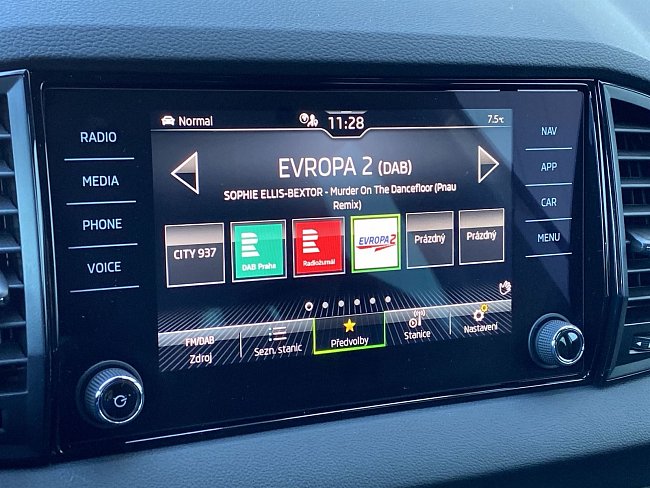 Normal
11:28
7.5°C
RADIO
MEDIA
PHONE
VOICE
NAV
APP
CAR
MENU
EVROPA 2 (DAB)
SOPHIE ELLIS-BEXTOR - Murder On The Dancefloor (Pnau
Remix)
CITY 937
DAB Praha
Radiožurnál
EVROPA 2
Prázdný
Prázdný
FM/DAB
Zdroj
Sezn. stanic
Předvolby
Stanice
Nastavení